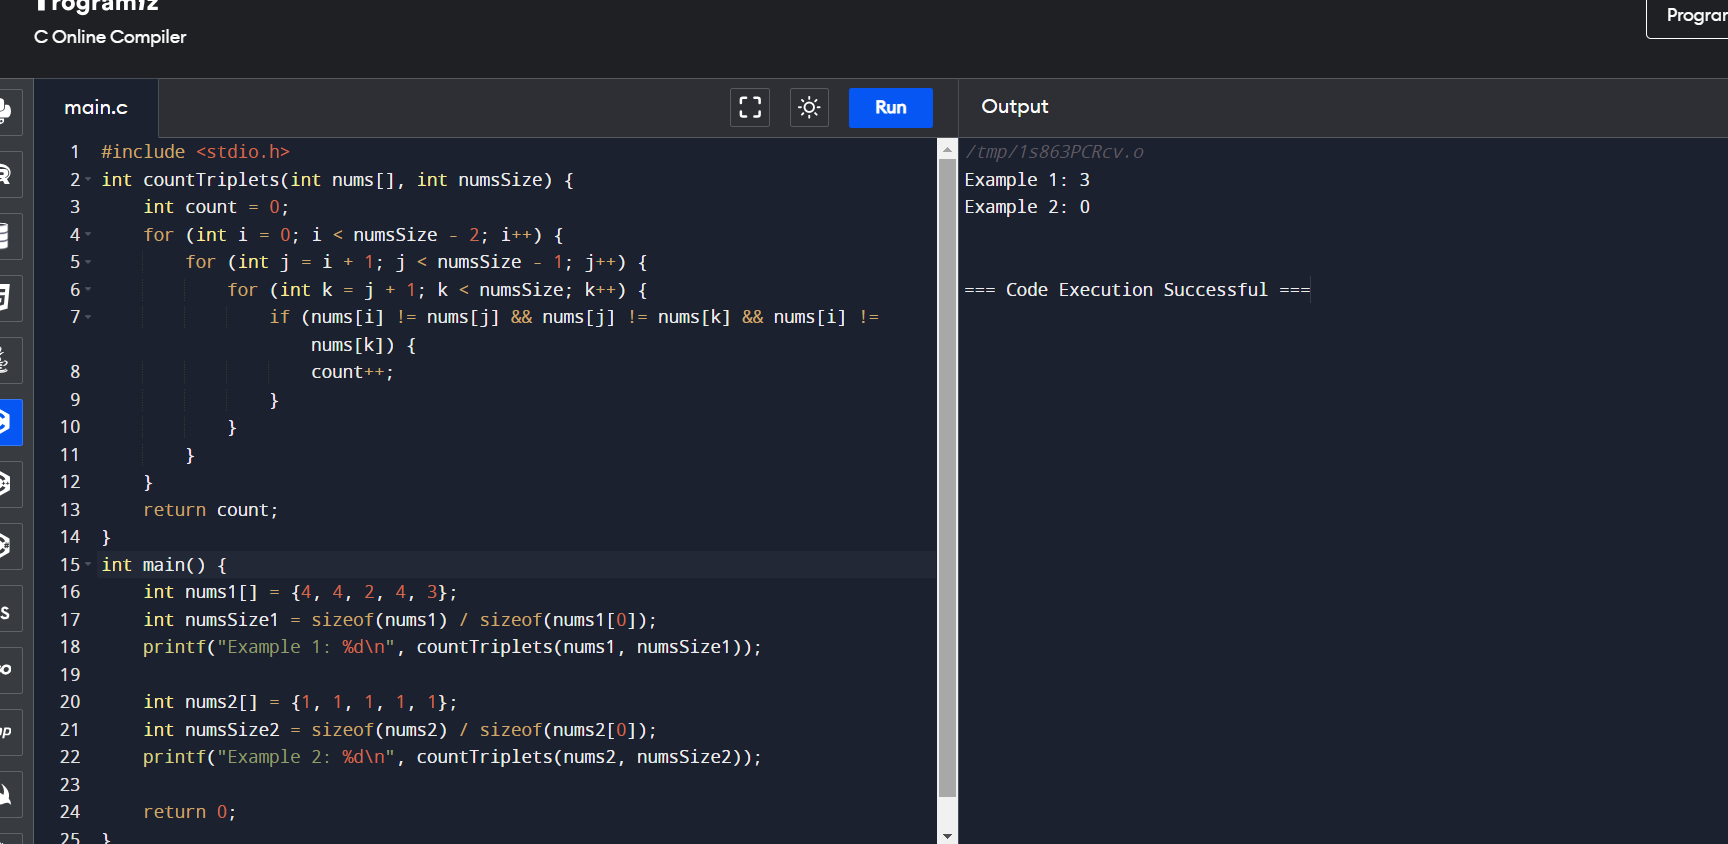 Programiz
C Online Compiler
Progra
main.c
Run
Output
1 #include <stdio.h>
2 int countTriplets(int nums[], int numsSize) {
3 int count = 0;
4 for (int i = 0; i < numsSize - 2; i++) {
5 for (int j = i + 1; j < numsSize - 1; j++) {
6 for (int k = j + 1; k < numsSize; k++) {
7 if (nums[i] != nums[j] && nums[j] != nums[k] && nums[i] !=
nums[k]) {
8 count++;
9 }
10 }
11 }
12 }
13 return count;
14 }
15 int main() {
16 int nums1[] = {4, 4, 2, 4, 3};
17 int numsSize1 = sizeof(nums1) / sizeof(nums1[0]);
18 printf("Example 1: %d\n", countTriplets(nums1, numsSize1));
19
20 int nums2[] = {1, 1, 1, 1, 1};
21 int numsSize2 = sizeof(nums2) / sizeof(nums2[0]);
22 printf("Example 2: %d\n", countTriplets(nums2, numsSize2));
23
24 return 0;
25 }
/tmp/1s863PCRcv.o
Example 1: 3
Example 2: 0
=== Code Execution Successful ===